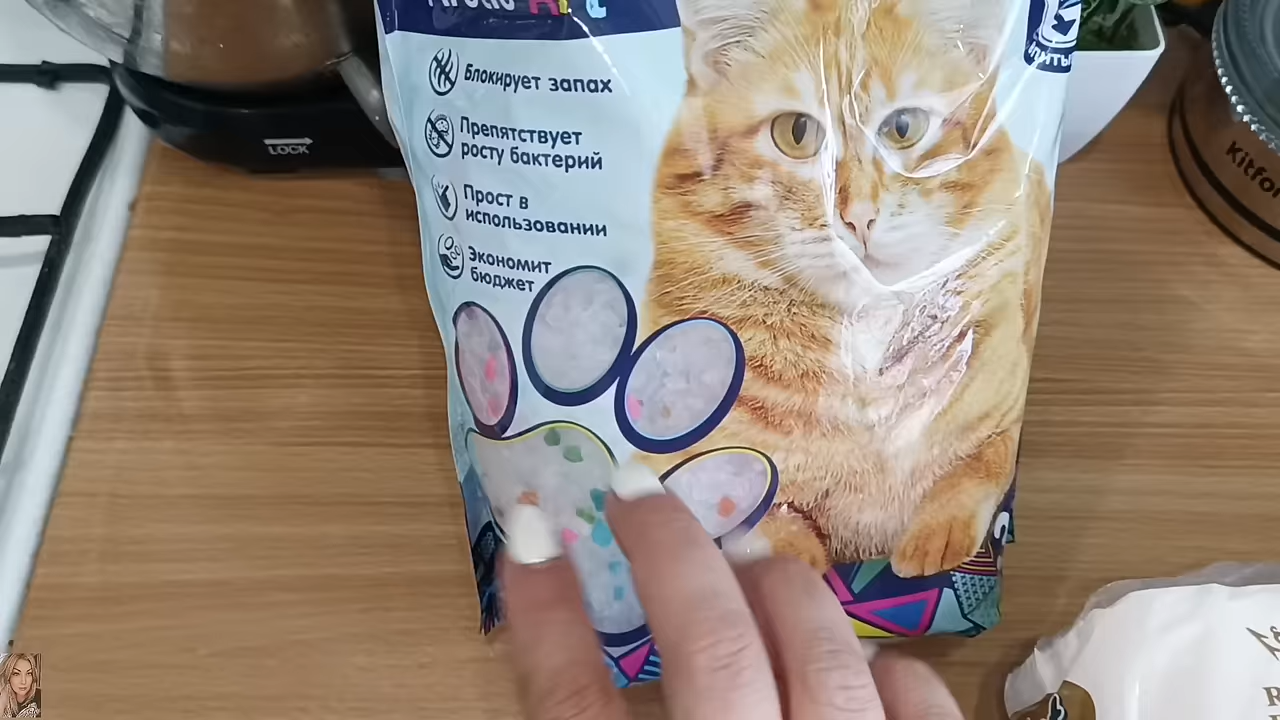 Блокирует запах
Препятствует
росту бактерий
Прост в
использовании
Экономит
бюджет
LOCK